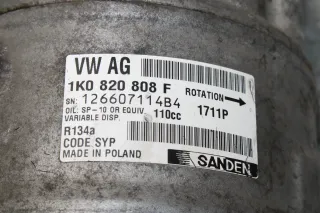 VW AG
1K0 820 808 F
ROTATION
SN: 126607114B4
OIL: SP-10 OR EQUIV
VARIABLE DISP. 110cc 1711P
R134a
CODE SYP
MADE IN POLAND
SANDEN